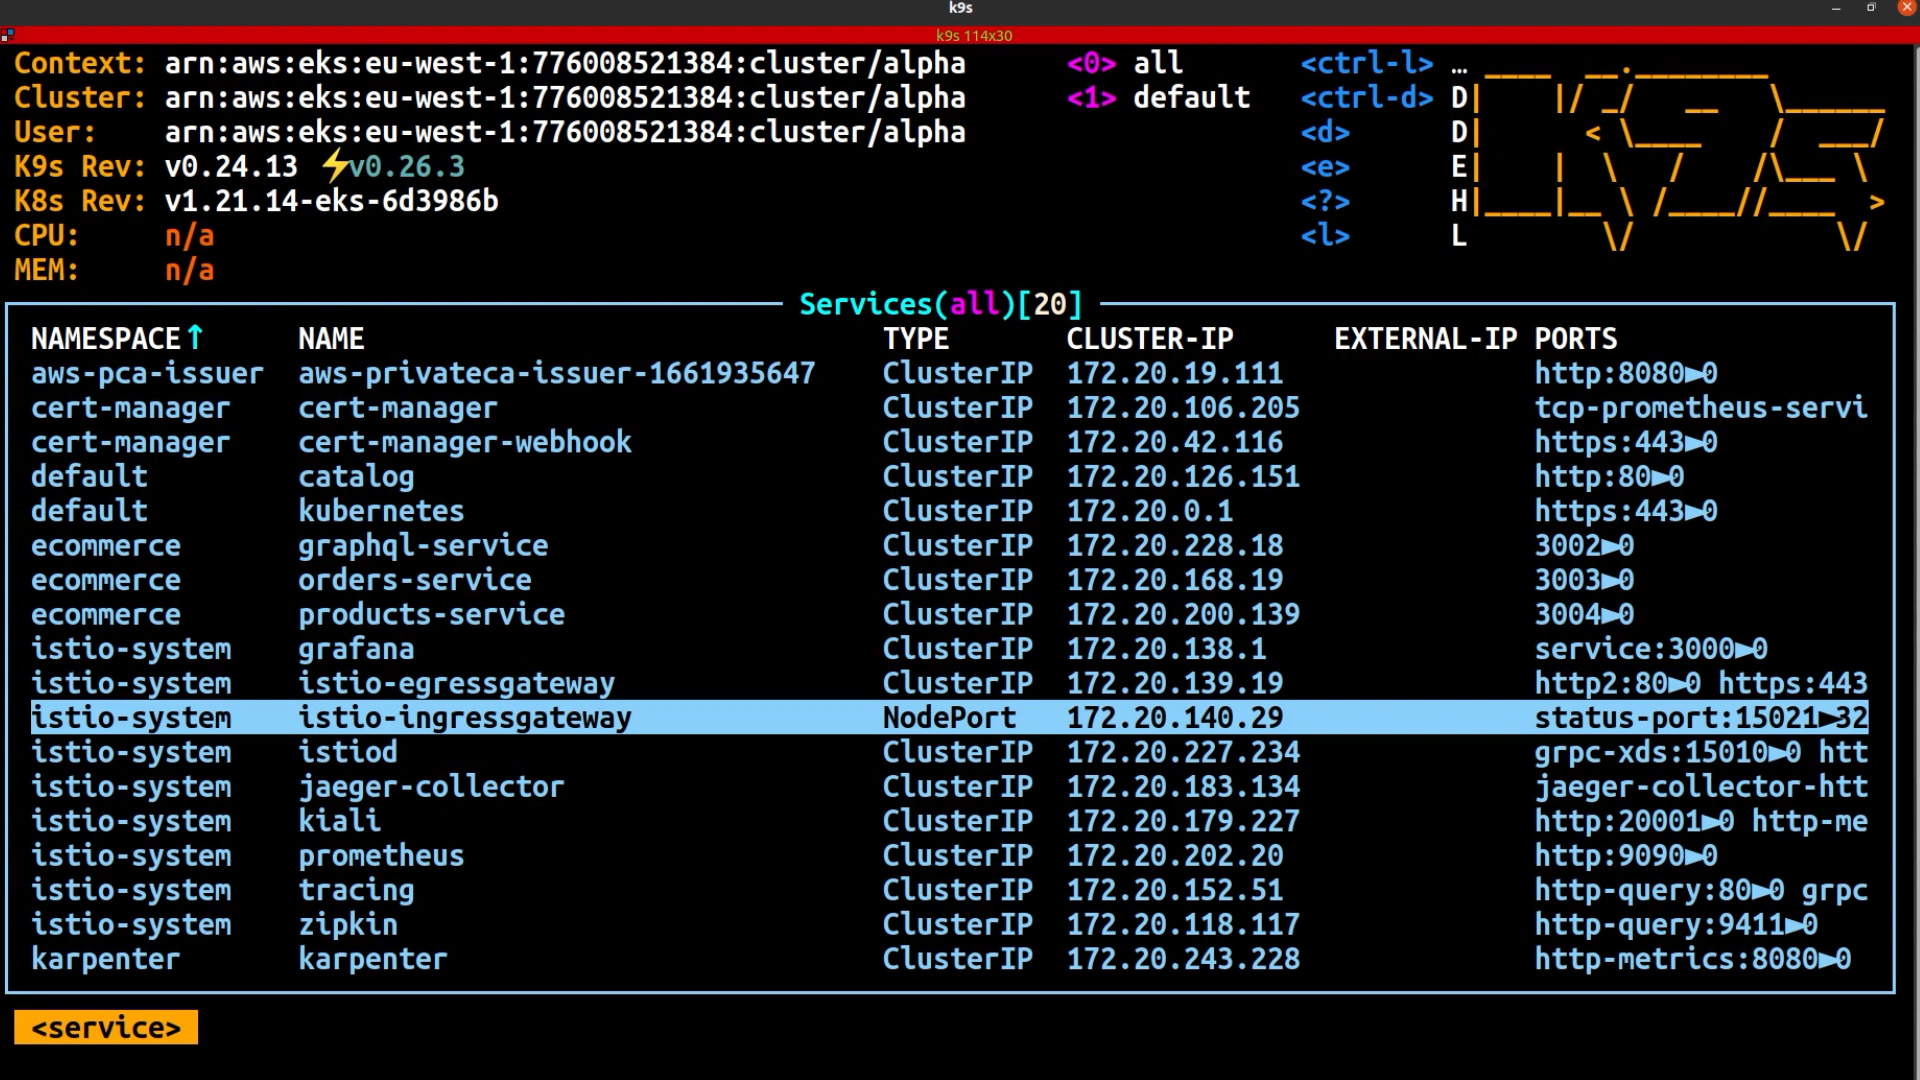 k9s
k9s 114x30
Context: arn:aws:eks:eu-west-1:776008521384:cluster/alpha <0> all <ctrl-l> …
Cluster: arn:aws:eks:eu-west-1:776008521384:cluster/alpha <1> default <ctrl-d> D
User: arn:aws:eks:eu-west-1:776008521384:cluster/alpha <d> D
K9s Rev: v0.24.13 ⚡v0.26.3 <e> E
K8s Rev: v1.21.14-eks-6d3986b <?> H
CPU: n/a <l> L
MEM: n/a
Services(all)[20]
NAMESPACE↑ NAME TYPE CLUSTER-IP EXTERNAL-IP PORTS
aws-pca-issuer aws-privateca-issuer-1661935647 ClusterIP 172.20.19.111 http:8080►0
cert-manager cert-manager ClusterIP 172.20.106.205 tcp-prometheus-servi
cert-manager cert-manager-webhook ClusterIP 172.20.42.116 https:443►0
default catalog ClusterIP 172.20.126.151 http:80►0
default kubernetes ClusterIP 172.20.0.1 https:443►0
ecommerce graphql-service ClusterIP 172.20.228.18 3002►0
ecommerce orders-service ClusterIP 172.20.168.19 3003►0
ecommerce products-service ClusterIP 172.20.200.139 3004►0
istio-system grafana ClusterIP 172.20.138.1 service:3000►0
istio-system istio-egressgateway ClusterIP 172.20.139.19 http2:80►0 https:443
istio-system istio-ingressgateway NodePort 172.20.140.29 status-port:15021►32
istio-system istiod ClusterIP 172.20.227.234 grpc-xds:15010►0 htt
istio-system jaeger-collector ClusterIP 172.20.183.134 jaeger-collector-htt
istio-system kiali ClusterIP 172.20.179.227 http:20001►0 http-me
istio-system prometheus ClusterIP 172.20.202.20 http:9090►0
istio-system tracing ClusterIP 172.20.152.51 http-query:80►0 grpc
istio-system zipkin ClusterIP 172.20.118.117 http-query:9411►0
karpenter karpenter ClusterIP 172.20.243.228 http-metrics:8080►0
<service>